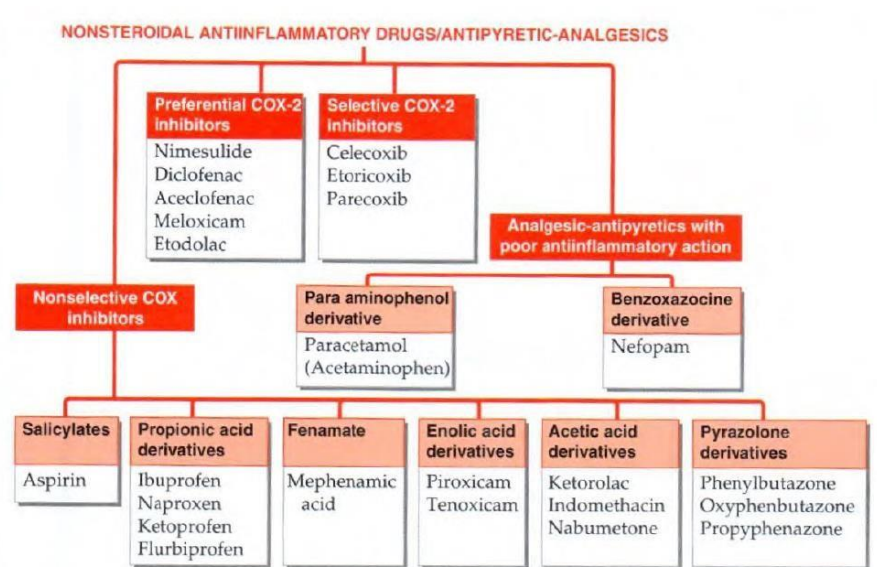 NONSTEROIDAL ANTIINFLAMMATORY DRUGS/ANTIPYRETIC-ANALGESICS
Preferential COX-2
inhibitors
Nimesulide
Diclofenac
Aceclofenac
Meloxicam
Etodolac
Selective COX-2
inhibitors
Celecoxib
Etoricoxib
Parecoxib
Analgesic-antipyretics with
poor antiinflammatory action
Nonselective COX
inhibitors
Para aminophenol
derivative
Paracetamol
(Acetaminophen)
Benzoxazocine
derivative
Nefopam
Salicylates
Aspirin
Propionic acid
derivatives
Ibuprofen
Naproxen
Ketoprofen
Flurbiprofen
Fenamate
Mephenamic
acid
Enolic acid
derivatives
Piroxicam
Tenoxicam
Acetic acid
derivatives
Ketorolac
Indomethacin
Nabumetone
Pyrazolone
derivatives
Phenylbutazone
Oxyphenbutazone
Propyphenazone